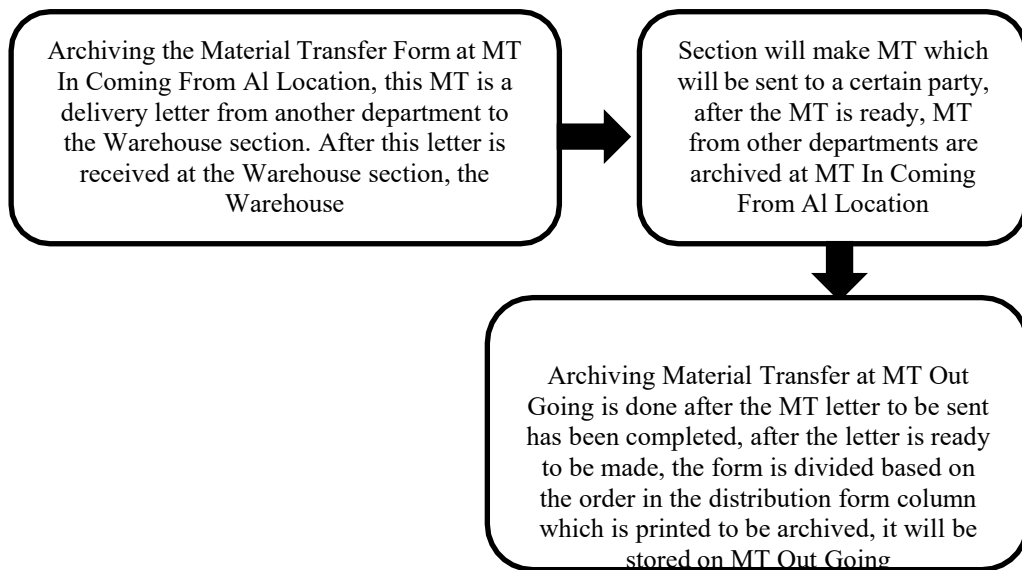 Archiving the Material Transfer Form at MT
In Coming From Al Location, this MT is a
delivery letter from another department to
the Warehouse section. After this letter is
received at the Warehouse section, the
Warehouse
Section will make MT which
will be sent to a certain party,
after the MT is ready, MT
from other departments are
archived at MT In Coming
From Al Location
Archiving Material Transfer at MT Out
Going is done after the MT letter to be sent
has been completed, after the letter is ready
to be made, the form is divided based on
the order in the distribution form column
which is printed to be archived, it will be
stored on MT Out Going